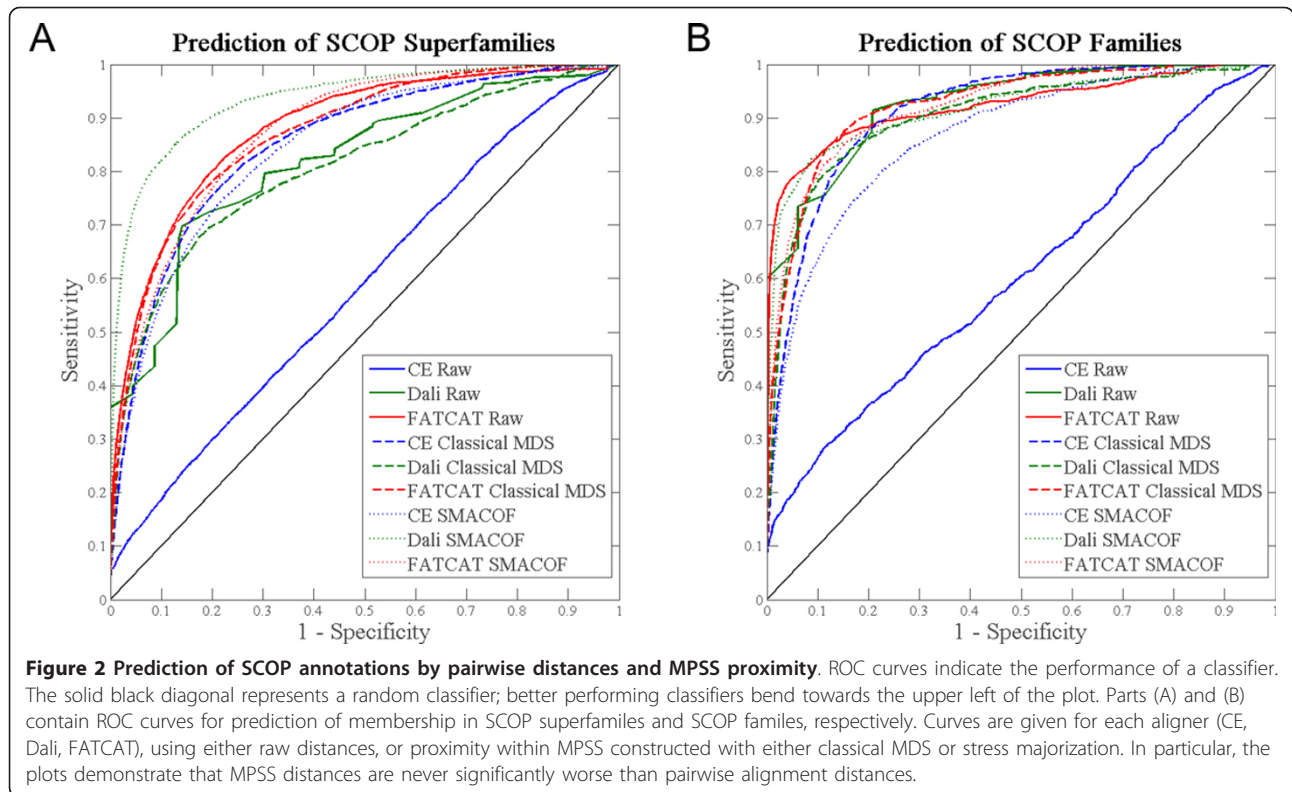 A
Prediction of SCOP Superfamilies
1
0.9
0.8
0.7
0.6
0.5
0.4
0.3
0.2
0.1
0
Sensitivity
CE Raw
Dali Raw
FATCAT Raw
CE Classical MDS
Dali Classical MDS
FATCAT Classical MDS
CE SMACOF
Dali SMACOF
FATCAT SMACOF
0 0.1 0.2 0.3 0.4 0.5 0.6 0.7 0.8 0.9 1
1 - Specificity
B
Prediction of SCOP Families
1
0.9
0.8
0.7
0.6
0.5
0.4
0.3
0.2
0.1
0
Sensitivity
CE Raw
Dali Raw
FATCAT Raw
CE Classical MDS
Dali Classical MDS
FATCAT Classical MDS
CE SMACOF
Dali SMACOF
FATCAT SMACOF
0 0.1 0.2 0.3 0.4 0.5 0.6 0.7 0.8 0.9 1
1 - Specificity
Figure 2 Prediction of SCOP annotations by pairwise distances and MPSS proximity. ROC curves indicate the performance of a classifier.
The solid black diagonal represents a random classifier; better performing classifiers bend towards the upper left of the plot. Parts (A) and (B)
contain ROC curves for prediction of membership in SCOP superfamiles and SCOP familes, respectively. Curves are given for each aligner (CE,
Dali, FATCAT), using either raw distances, or proximity within MPSS constructed with either classical MDS or stress majorization. In particular, the
plots demonstrate that MPSS distances are never significantly worse than pairwise alignment distances.